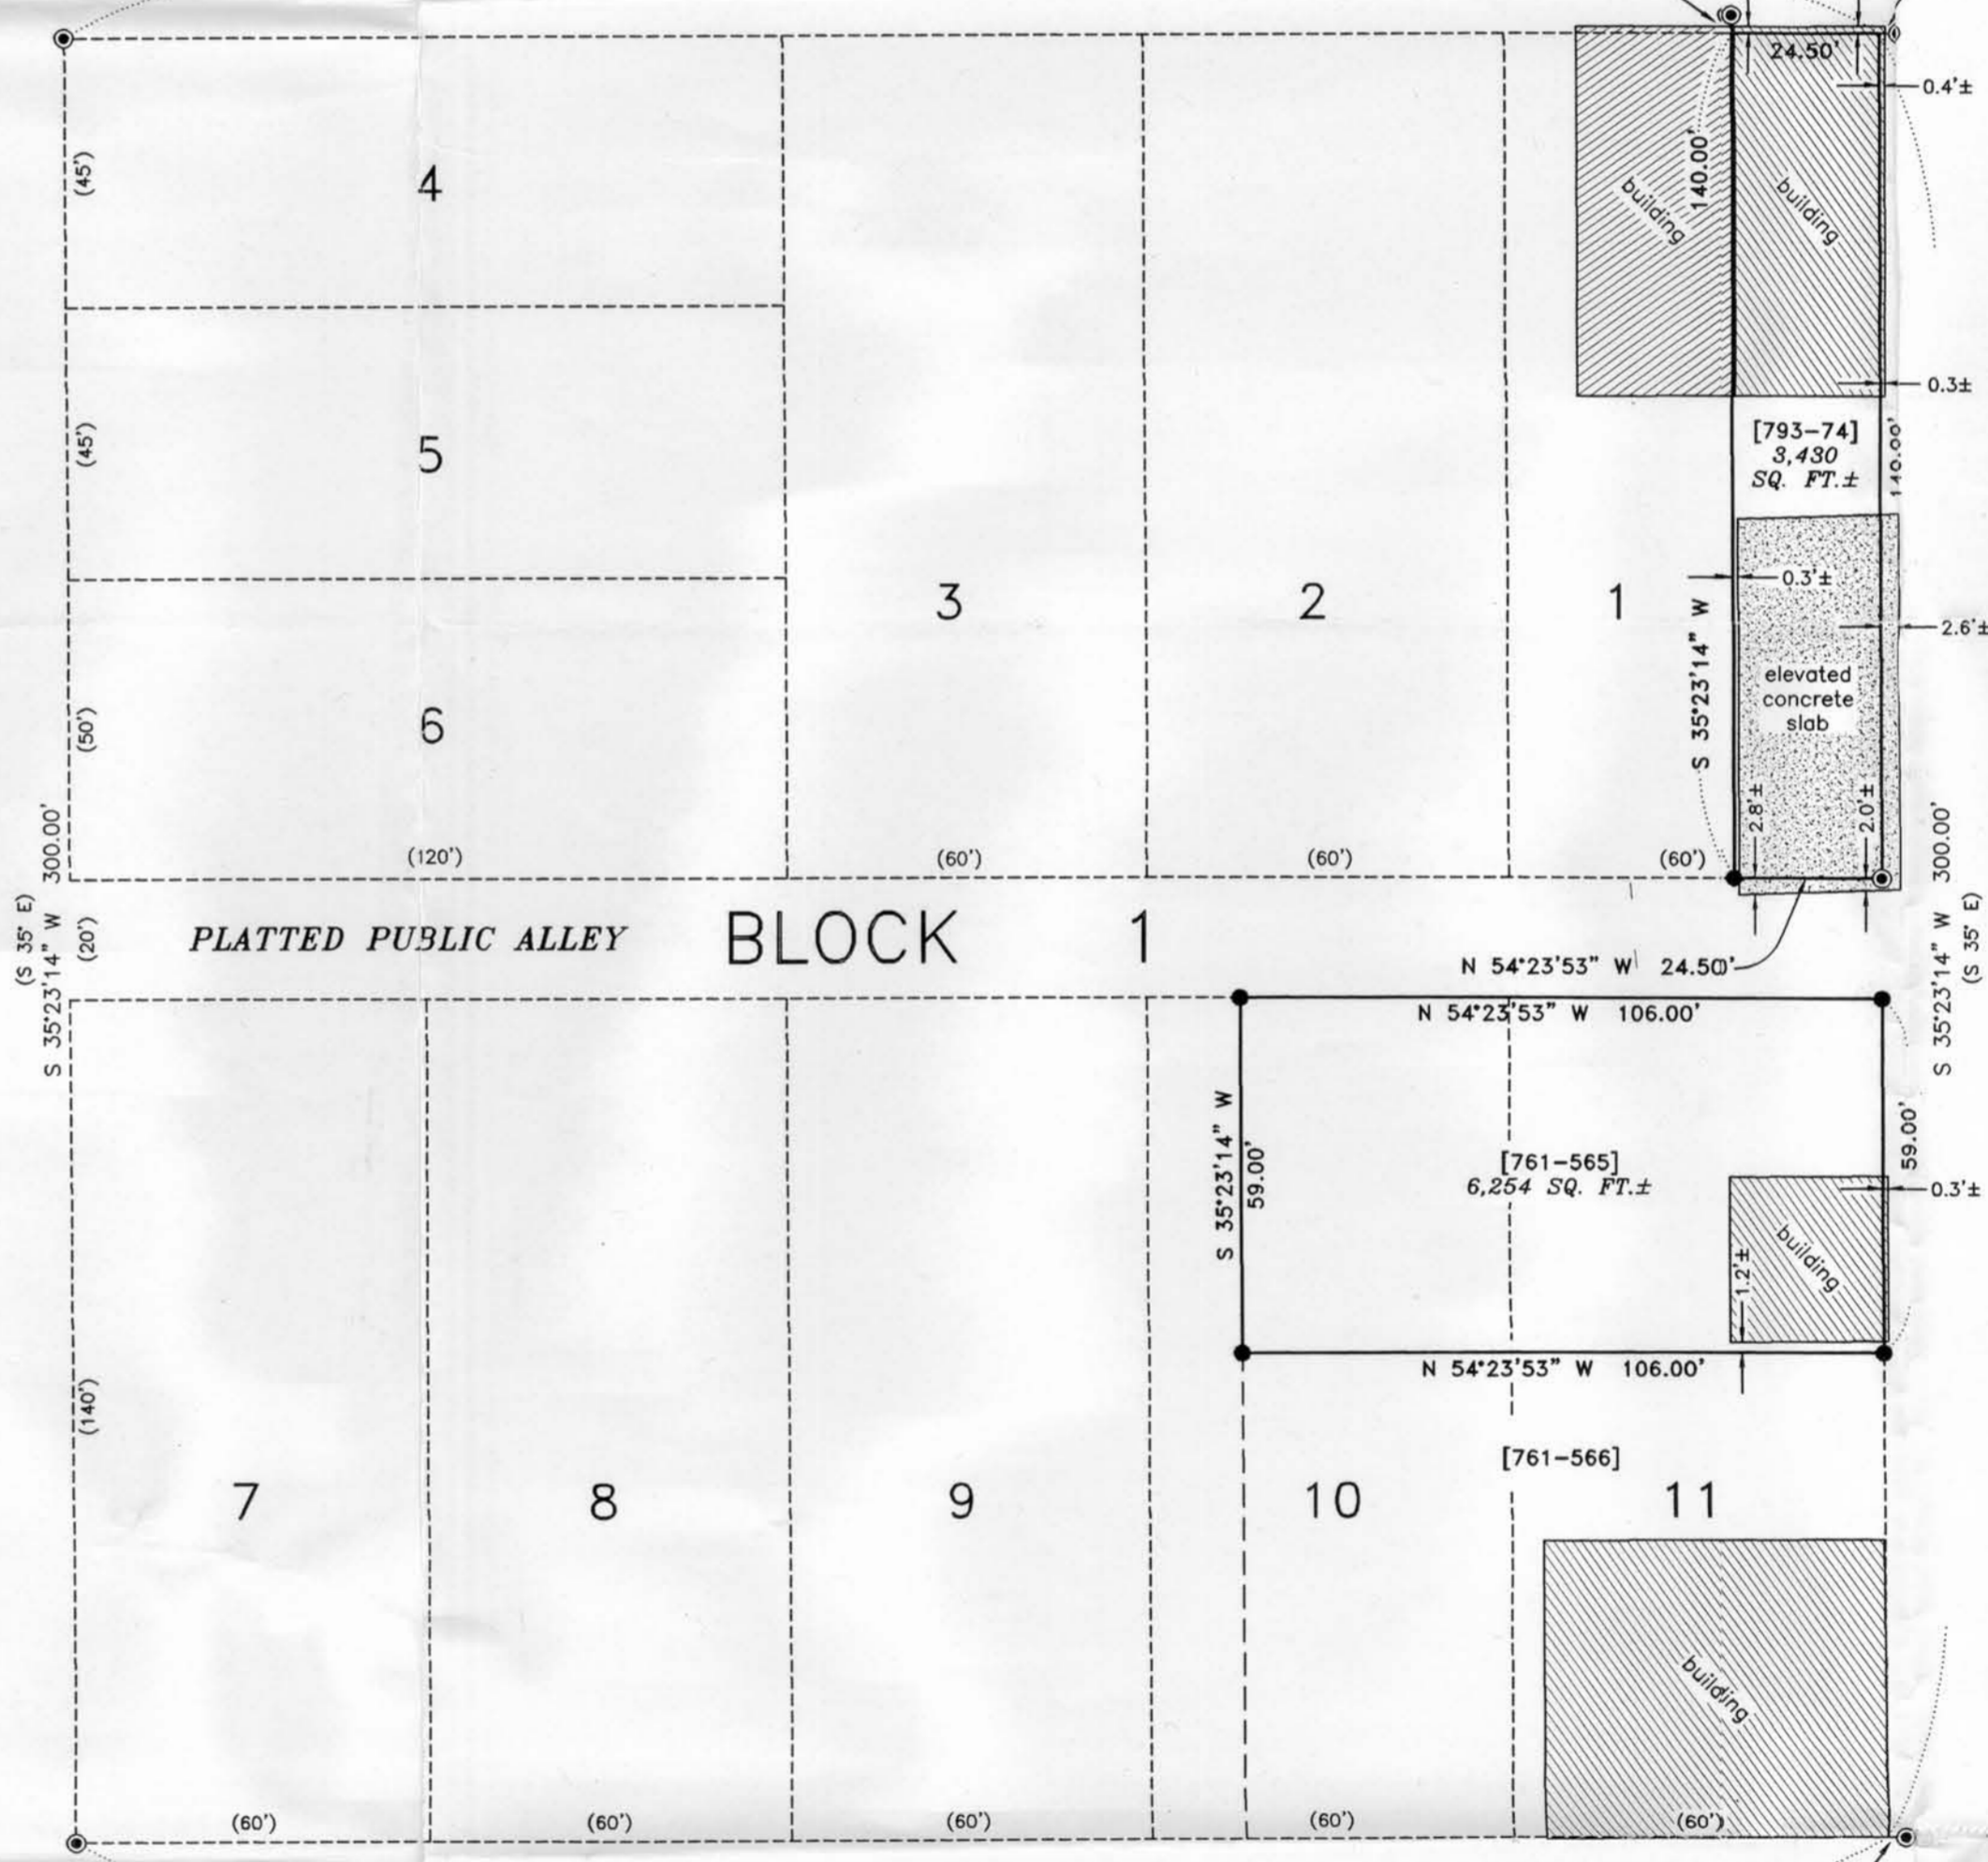 24.50'
0.4'±
(45')
4
building
140.00'
building
0.3±
[793-74]
3,430
SQ. FT.±
140.00'
(45')
5
0.3'±
3
2
1
S 35°23'14" W
2.6'±
elevated
concrete
slab
(50')
6
2.8'±
2.0'±
(120')
(60')
(60')
(60')
S 35°23'14" W 300.00'
(S 35° E)
(20')
PLATTED PUBLIC ALLEY
BLOCK 1
N 54°23'53" W 24.50'
S 35°23'14" W 300.00'
(S 35° E)
N 54°23'53" W 106.00'
S 35°23'14" W
59.00'
[761-565]
6,254 SQ. FT.±
59.00'
0.3'±
building
1.2'±
N 54°23'53" W 106.00'
(140')
[761-566]
7
8
9
10
11
building
(60')
(60')
(60')
(60')
(60')